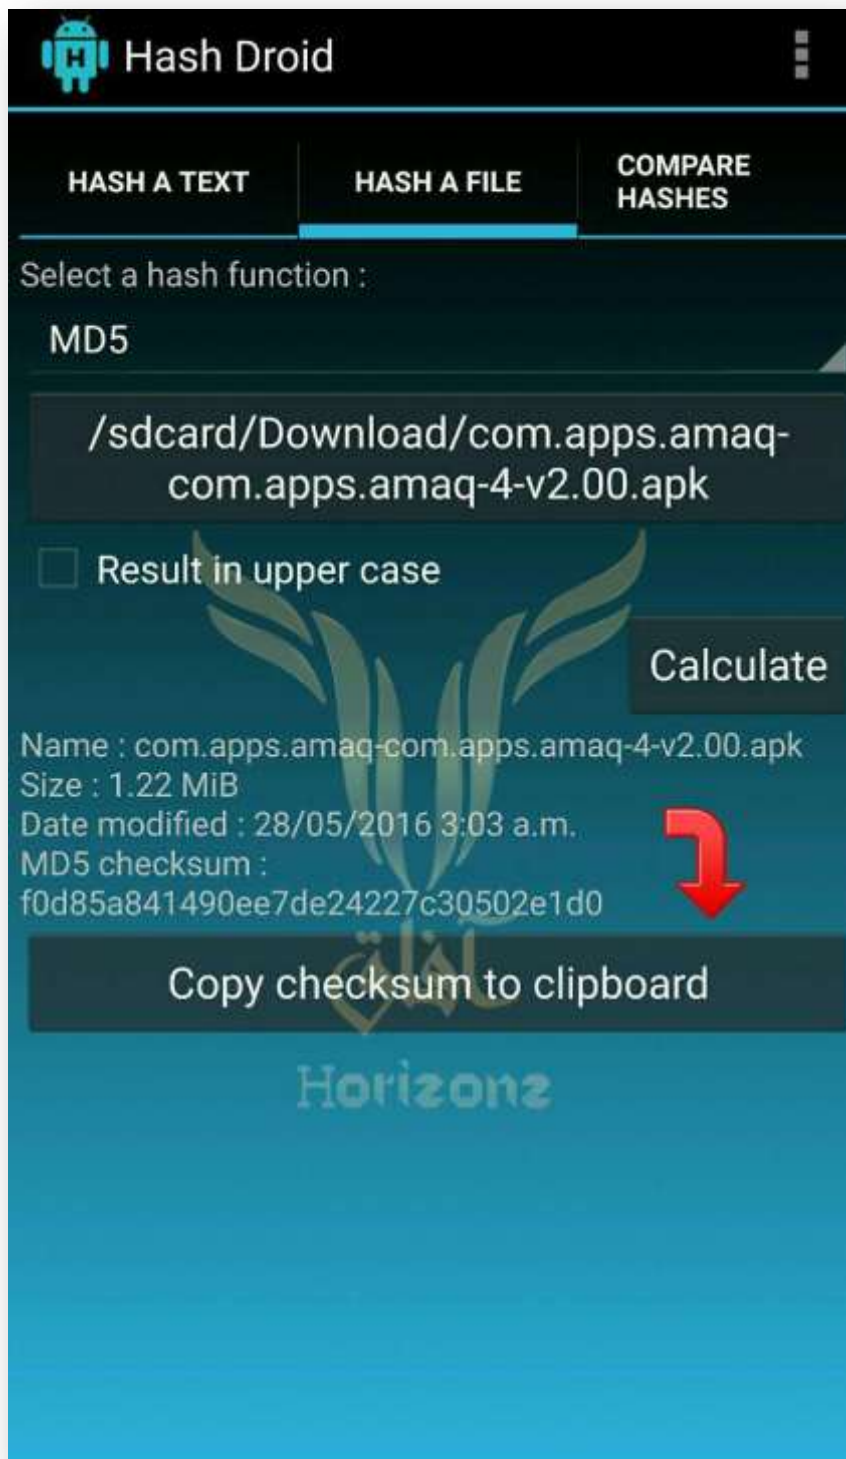 Hash Droid
HASH A TEXT
HASH A FILE
COMPARE
HASHES
Select a hash function :
MD5
/sdcard/Download/com.apps.amaq-
com.apps.amaq-4-v2.00.apk
Result in upper case
Calculate
Name : com.apps.amaq-com.apps.amaq-4-v2.00.apk
Size : 1.22 MiB
Date modified : 28/05/2016 3:03 a.m.
MD5 checksum :
f0d85a841490ee7de24227c30502e1d0
Copy checksum to clipboard
آفاق
Horizons